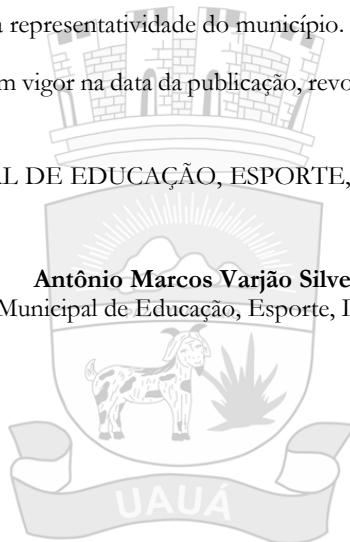 a representatividade do município.
m vigor na data da publicação, revo
AL DE EDUCAÇÃO, ESPORTE,
Antônio Marcos Varjão Silve
Municipal de Educação, Esporte, I
UAUÁ